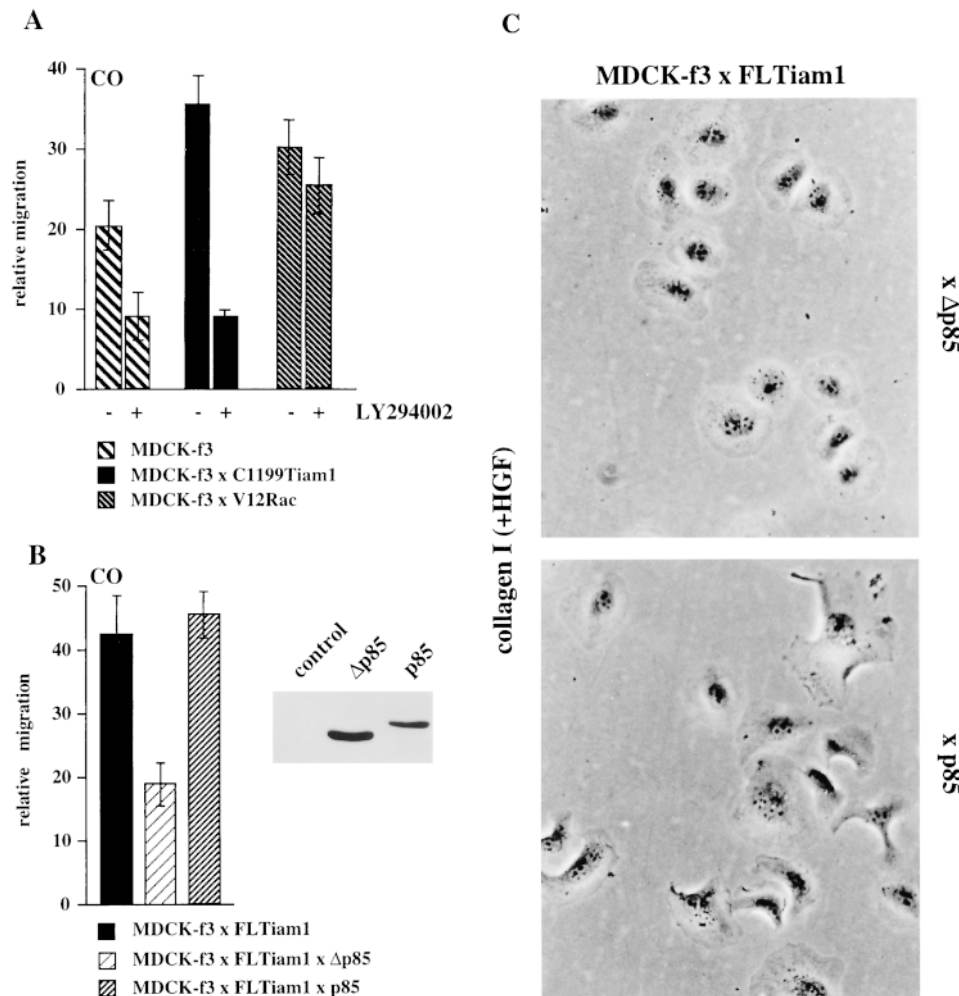 A
CO
40
30
20
10
0
relative migration
- + - + - + LY294002
MDCK-f3
MDCK-f3 x C1199Tiam1
MDCK-f3 x V12Rac
B
CO
50
40
30
20
10
0
relative migration
control
Δp85
p85
MDCK-f3 x FLTiam1
MDCK-f3 x FLTiam1 x Δp85
MDCK-f3 x FLTiam1 x p85
C
MDCK-f3 x FLTiam1
collagen I (+HGF)
x Δp85
x p85